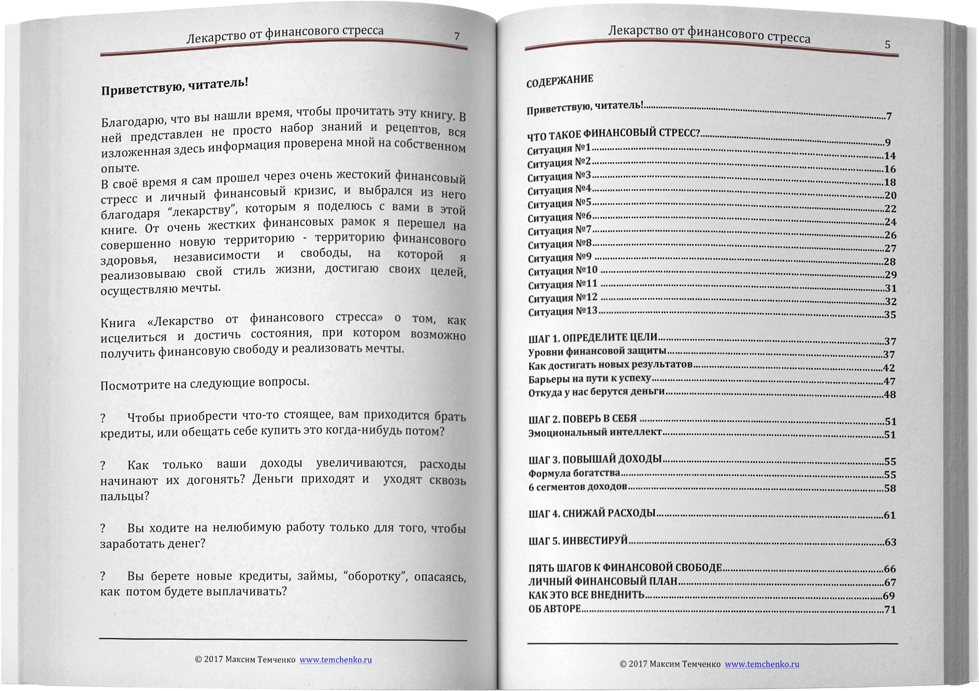 Лекарство от финансового стресса 7
Приветствую, читатель!
Благодарю, что вы нашли время, чтобы прочитать эту книгу. В
ней представлен не просто набор знаний и рецептов, вся
изложенная здесь информация проверена мной на собственном
опыте.
В своё время я сам прошел через очень жестокий финансовый
стресс и личный финансовый кризис, и выбрался из него
благодаря “лекарству”, которым я поделюсь с вами в этой
книге. От очень жестких финансовых рамок я перешел на
совершенно новую территорию - территорию финансового
здоровья, независимости и свободы, на которой я
реализовываю свой стиль жизни, достигаю своих целей,
осуществляю мечты.
Книга «Лекарство от финансового стресса» о том, как
исцелиться и достичь состояния, при котором возможно
получить финансовую свободу и реализовать мечты.
Посмотрите на следующие вопросы.
? Чтобы приобрести что-то стоящее, вам приходится брать
кредиты, или обещать себе купить это когда-нибудь потом?
? Как только ваши доходы увеличиваются, расходы
начинают их догонять? Деньги приходят и уходят сквозь
пальцы?
? Вы ходите на нелюбимую работу только для того, чтобы
заработать денег?
? Вы берете новые кредиты, займы, “оборотку”, опасаясь,
как потом будете выплачивать?
© 2017 Максим Темченко www.temchenko.ru
Лекарство от финансового стресса 5
СОДЕРЖАНИЕ
Приветствую, читатель!...7
ЧТО ТАКОЕ ФИНАНСОВЫЙ СТРЕСС?...9
Ситуация №1...14
Ситуация №2...16
Ситуация №3...18
Ситуация №4...20
Ситуация №5...22
Ситуация №6...24
Ситуация №7...26
Ситуация №8...27
Ситуация №9 ...28
Ситуация №10 ...29
Ситуация №11 ...31
Ситуация №12 ...32
Ситуация №13...35
ШАГ 1. ОПРЕДЕЛИТЕ ЦЕЛИ...37
Уровни финансовой защиты...37
Как достигать новых результатов...42
Барьеры на пути к успеху...47
Откуда у нас берутся деньги...48
ШАГ 2. ПОВЕРЬ В СЕБЯ ...51
Эмоциональный интеллект...51
ШАГ 3. ПОВЫШАЙ ДОХОДЫ...55
Формула богатства...55
6 сегментов доходов...58
ШАГ 4. СНИЖАЙ РАСХОДЫ...61
ШАГ 5. ИНВЕСТИРУЙ...63
ПЯТЬ ШАГОВ К ФИНАНСОВОЙ СВОБОДЕ...66
ЛИЧНЫЙ ФИНАНСОВЫЙ ПЛАН...67
КАК ЭТО ВСЕ ВНЕДНИТЬ...69
ОБ АВТОРЕ...71
© 2017 Максим Темченко www.temchenko.ru